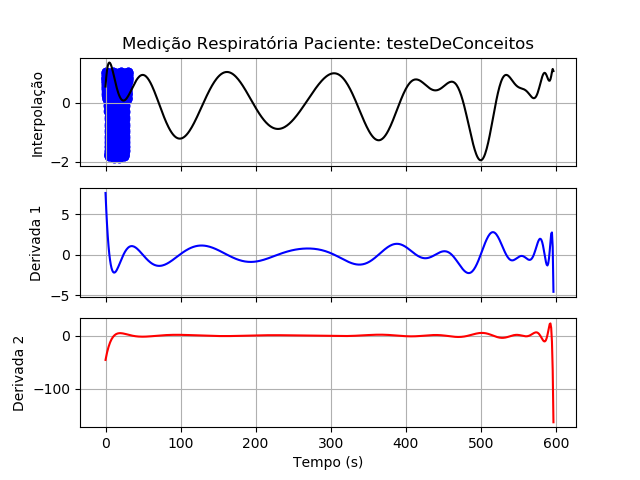 Medição Respiratória Paciente: testeDeConceitos
Interpolação
0
−2
Derivada 1
5
0
−5
Derivada 2
0
−100
0 100 200 300 400 500 600
Tempo (s)